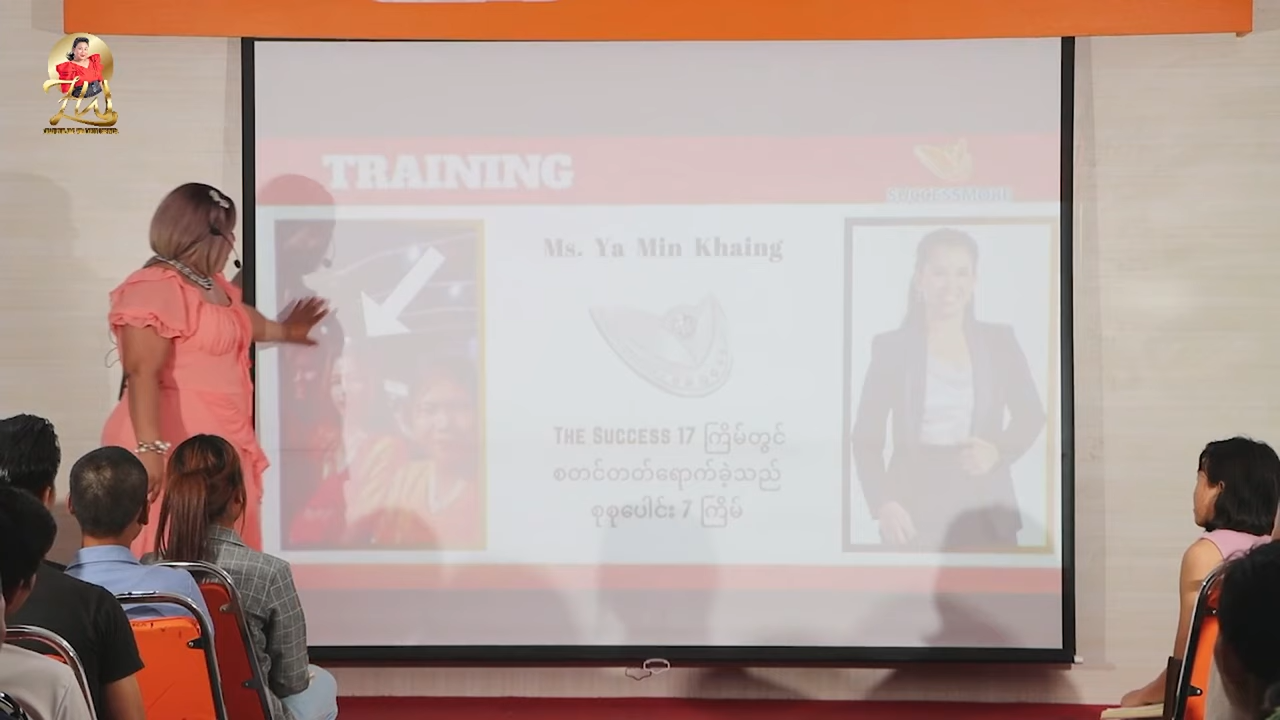 TRAINING
SUCCESSMORE
Ms. Ya Min Khaing
THE SUCCESS 17 ကြိမ်တွင်
စတင်တတ်ရောက်ခဲ့သည်
စုစုပေါင်း 7 ကြိမ်